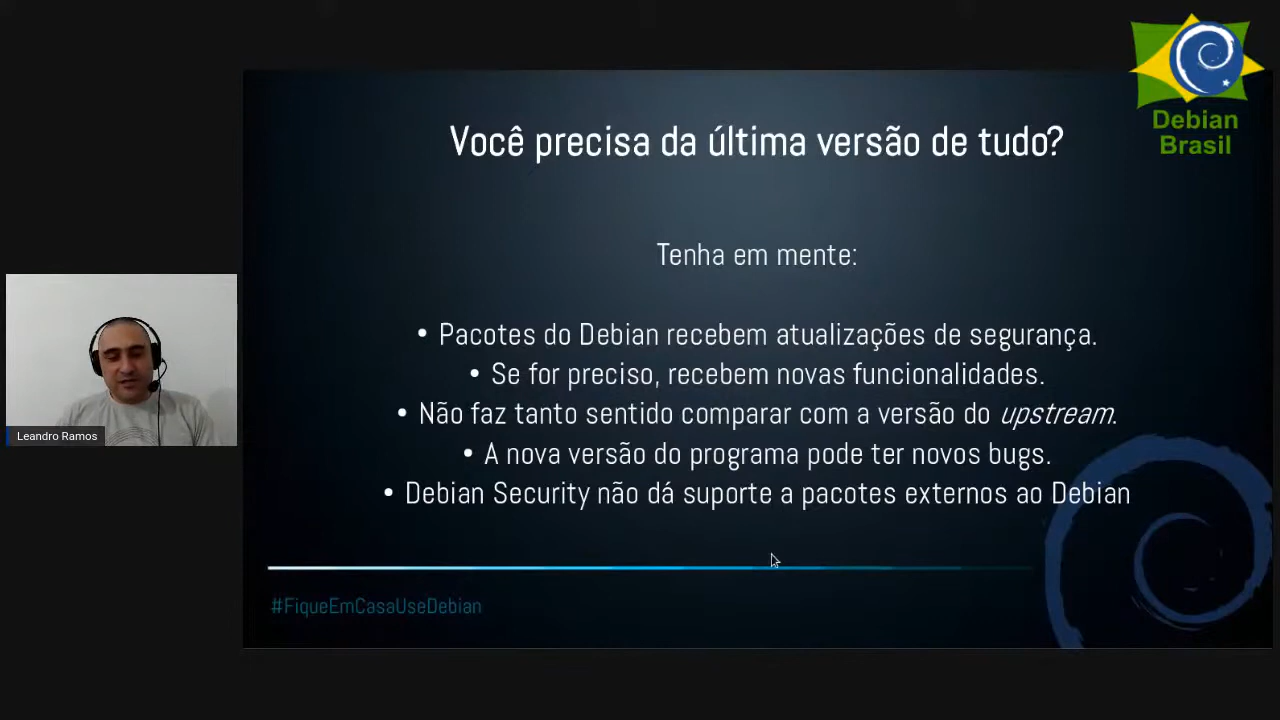 Debian
Brasil
Você precisa da última versão de tudo?
Tenha em mente:
• Pacotes do Debian recebem atualizações de segurança.
• Se for preciso, recebem novas funcionalidades.
• Não faz tanto sentido comparar com a versão do upstream.
• A nova versão do programa pode ter novos bugs.
• Debian Security não dá suporte a pacotes externos ao Debian
Leandro Ramos
#FiqueEmCasaUseDebian